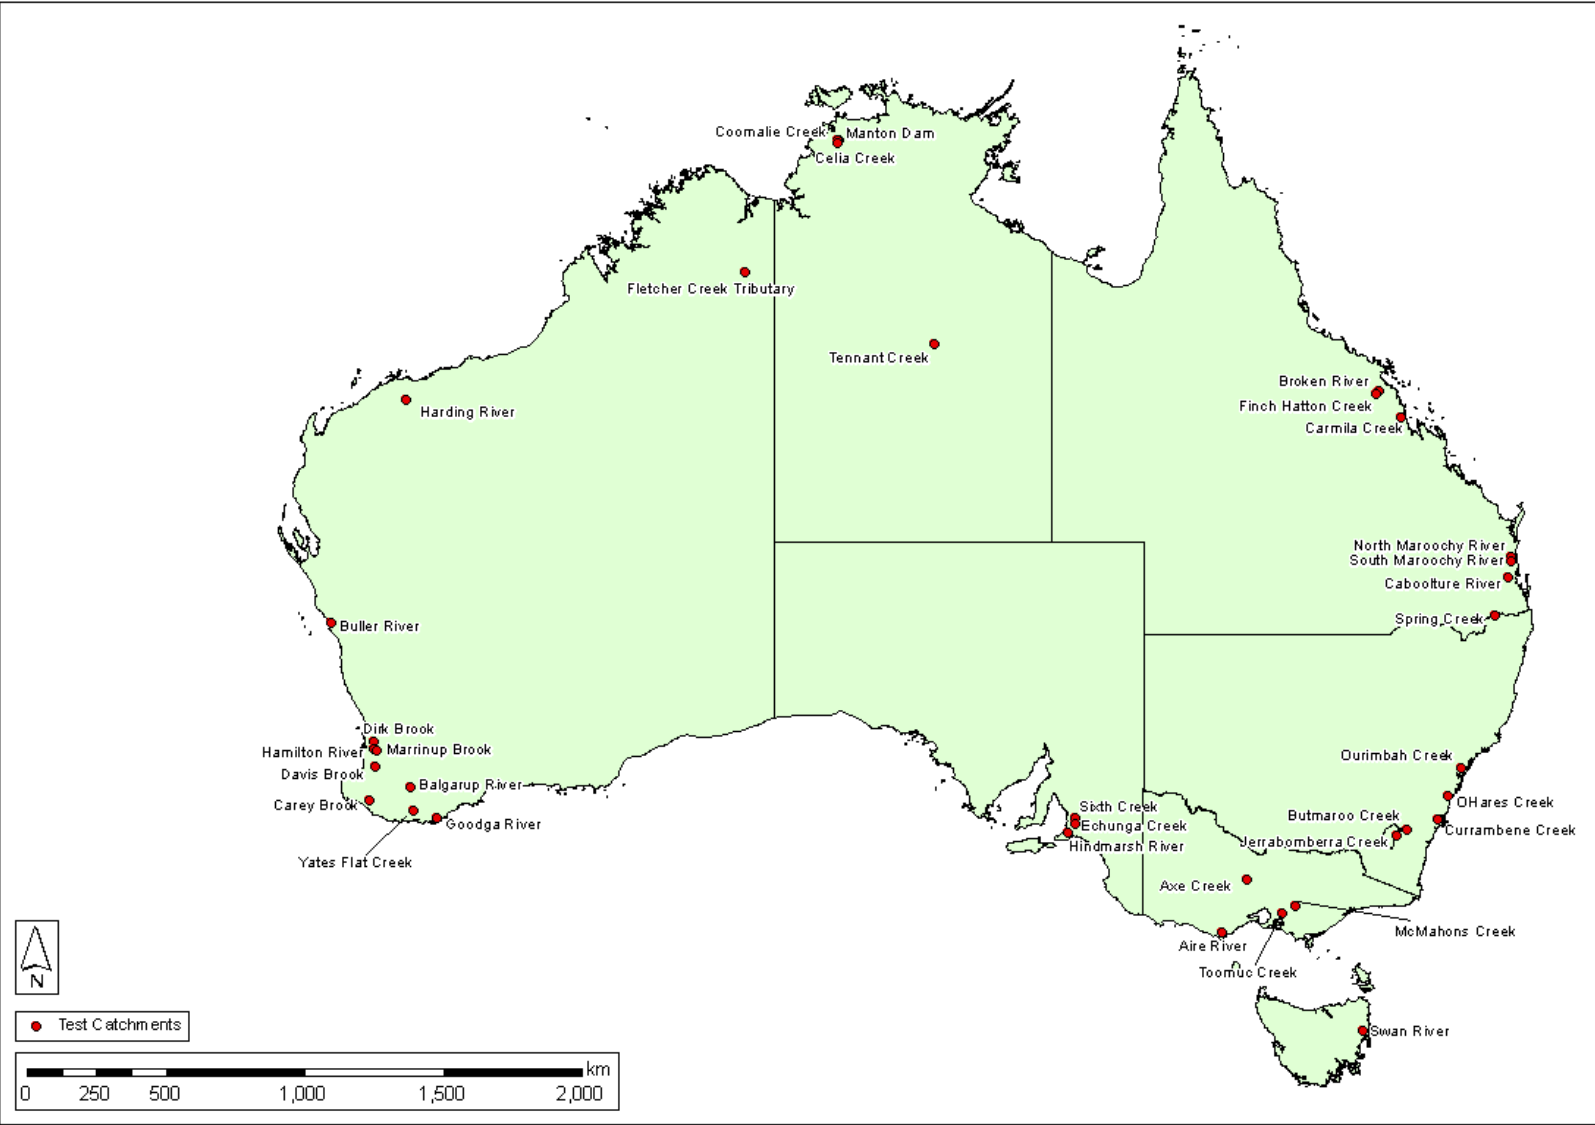 Coomalie Creek
Manton Dam
Celia Creek
Fletcher Creek Tributary
Tennant Creek
Harding River
Broken River
Finch Hatton Creek
Carmila Creek
North Maroochy River
South Maroochy River
Caboolture River
Spring Creek
Buller River
Dirk Brook
Hamilton River
Marrinup Brook
Davis Brook
Balgarup River
Carey Brook
Goodga River
Yates Flat Creek
Ourimbah Creek
OHares Creek
Butmaroo Creek
Currambene Creek
Jerrabomberra Creek
Sixth Creek
Echunga Creek
Hindmarsh River
Axe Creek
McMahons Creek
Aire River
Toomuc Creek
Swan River
N
Test Catchments
km
0 250 500 1,000 1,500 2,000